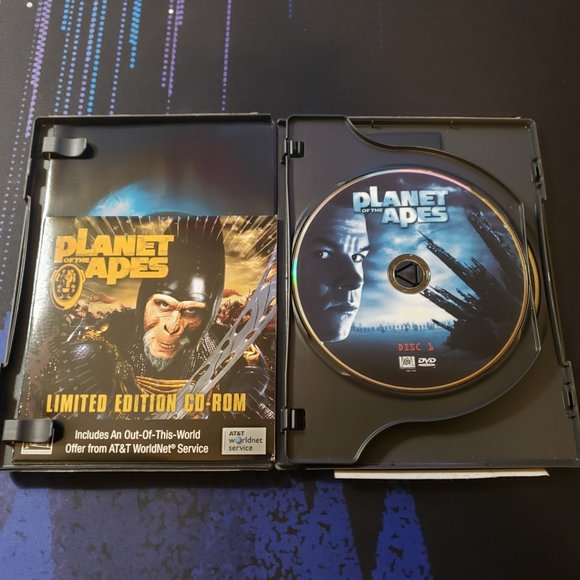 PLANET
OF THE
APES
LIMITED EDITION CD-ROM
Includes An Out-Of-This-World
Offer from AT&T WorldNet® Service
AT&T
worldnet
service
PLANET
OF THE
APES
DISC 1
FOX
DVD